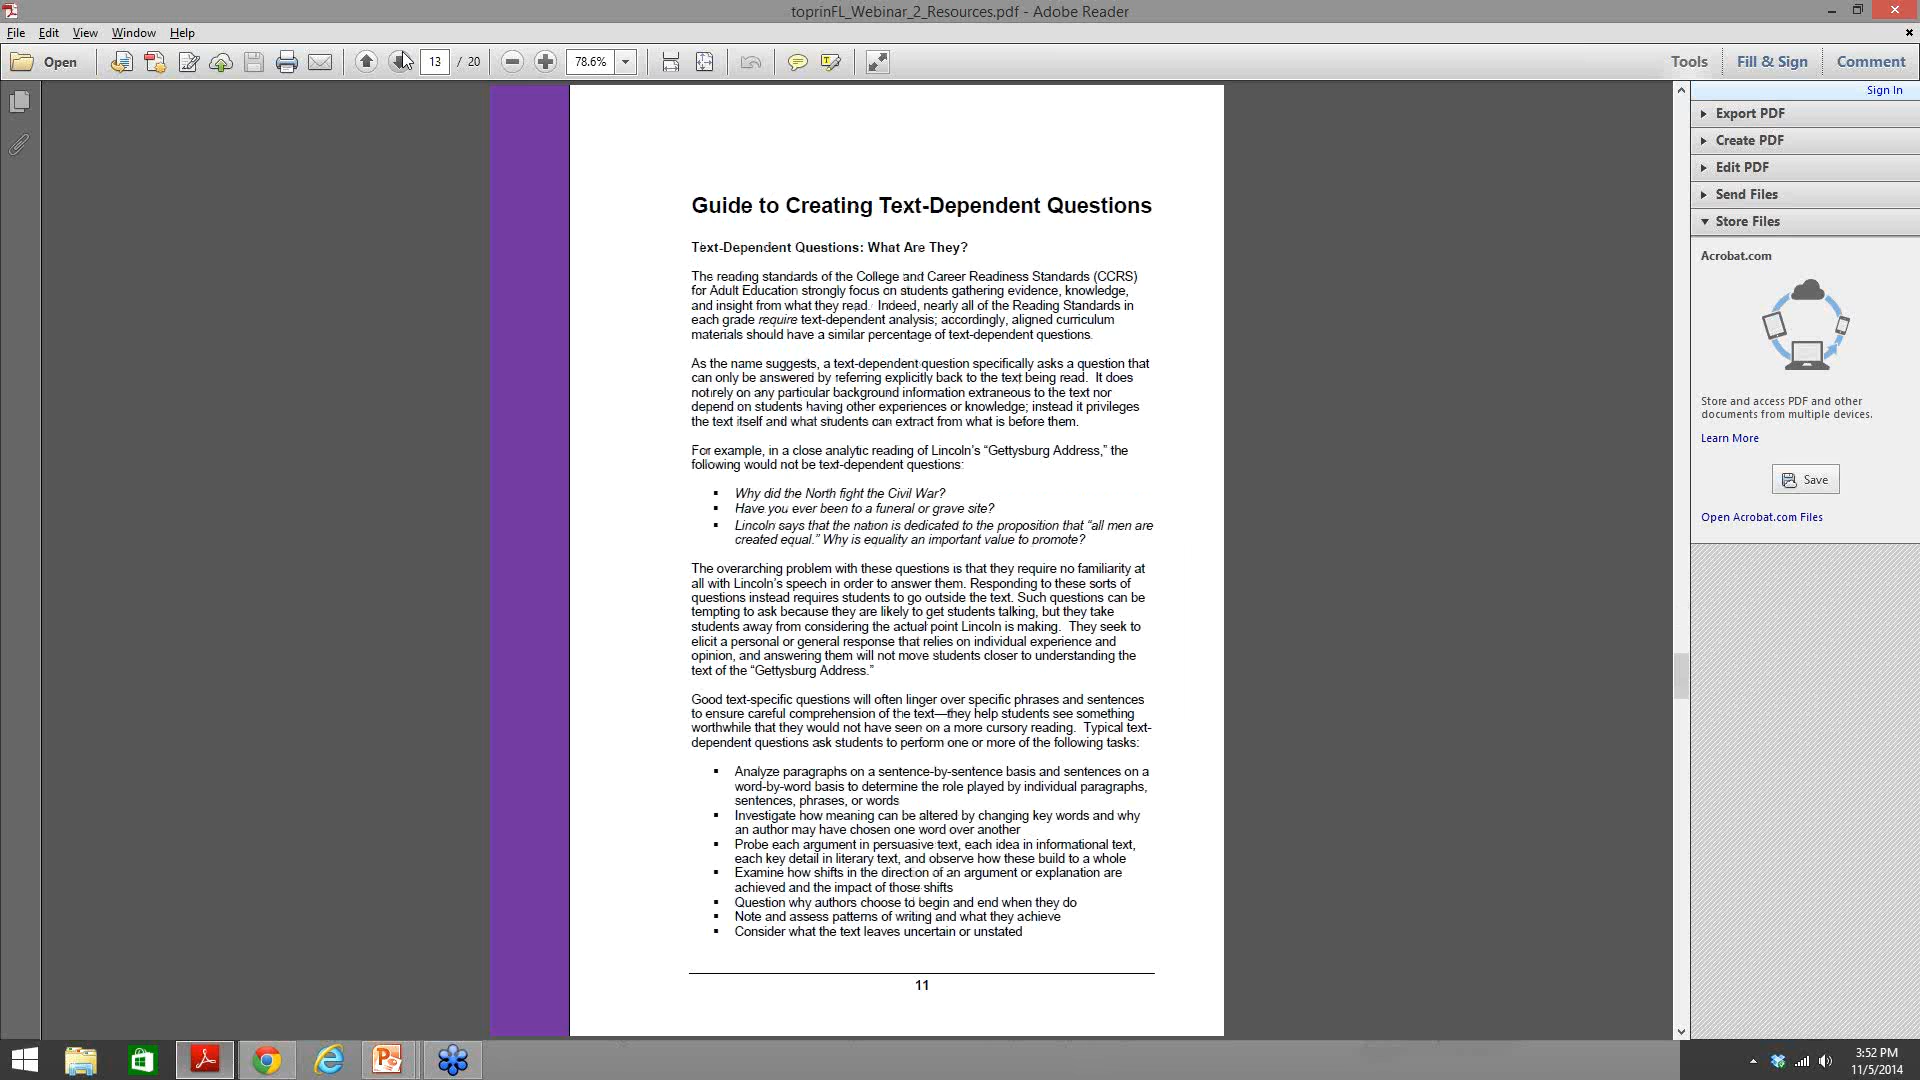 toprinFL_Webinar_2_Resources.pdf - Adobe Reader
File Edit View Window Help
Open 13 / 20 78.6% Tools Fill & Sign Comment
Sign In
Export PDF
Create PDF
Edit PDF
Send Files
Store Files
Acrobat.com
Store and access PDF and other
documents from multiple devices.
Learn More
Save
Open Acrobat.com Files
Guide to Creating Text-Dependent Questions
Text-Dependent Questions: What Are They?
The reading standards of the College and Career Readiness Standards (CCRS)
for Adult Education strongly focus on students gathering evidence, knowledge,
and insight from what they read. Indeed, nearly all of the Reading Standards in
each grade require text-dependent analysis; accordingly, aligned curriculum
materials should have a similar percentage of text-dependent questions.
As the name suggests, a text-dependent question specifically asks a question that
can only be answered by referring explicitly back to the text being read. It does
not rely on any particular background information extraneous to the text nor
depend on students having other experiences or knowledge; instead it privileges
the text itself and what students can extract from what is before them.
For example, in a close analytic reading of Lincoln's “Gettysburg Address,” the
following would not be text-dependent questions:
▪ Why did the North fight the Civil War?
▪ Have you ever been to a funeral or grave site?
▪ Lincoln says that the nation is dedicated to the proposition that “all men are
created equal.” Why is equality an important value to promote?
The overarching problem with these questions is that they require no familiarity at
all with Lincoln's speech in order to answer them. Responding to these sorts of
questions instead requires students to go outside the text. Such questions can be
tempting to ask because they are likely to get students talking, but they take
students away from considering the actual point Lincoln is making. They seek to
elicit a personal or general response that relies on individual experience and
opinion, and answering them will not move students closer to understanding the
text of the “Gettysburg Address.”
Good text-specific questions will often linger over specific phrases and sentences
to ensure careful comprehension of the text—they help students see something
worthwhile that they would not have seen on a more cursory reading. Typical text-
dependent questions ask students to perform one or more of the following tasks:
▪ Analyze paragraphs on a sentence-by-sentence basis and sentences on a
word-by-word basis to determine the role played by individual paragraphs,
sentences, phrases, or words
▪ Investigate how meaning can be altered by changing key words and why
an author may have chosen one word over another
▪ Probe each argument in persuasive text, each idea in informational text,
each key detail in literary text, and observe how these build to a whole
▪ Examine how shifts in the direction of an argument or explanation are
achieved and the impact of those shifts
▪ Question why authors choose to begin and end when they do
▪ Note and assess patterns of writing and what they achieve
▪ Consider what the text leaves uncertain or unstated
11
3:52 PM
11/5/2014